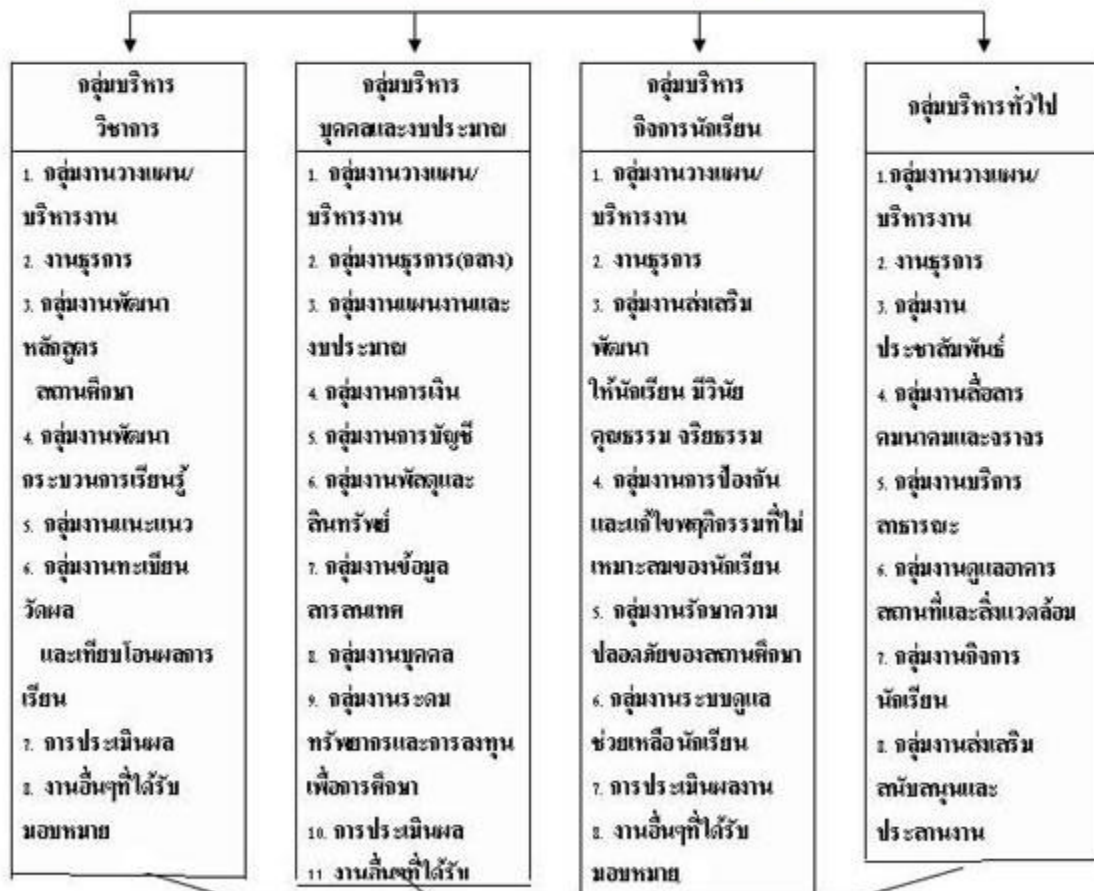 กลุ่มบริหาร
วิชาการ
1. กลุ่มงานวางแผน/
บริหารงาน
2. งานธุรการ
3. กลุ่มงานพัฒนา
หลักสูตร
สถานศึกษา
4. กลุ่มงานพัฒนา
กระบวนการเรียนรู้
5. กลุ่มงานแนะแนว
6. กลุ่มงานทะเบียน
วัดผล
และเทียบโอนผลการ
เรียน
7. การประเมินผล
8. งานอื่นๆที่ได้รับ
มอบหมาย
กลุ่มบริหาร
บุคคลและงบประมาณ
1. กลุ่มงานวางแผน/
บริหารงาน
2. กลุ่มงานธุรการ(กลาง)
3. กลุ่มงานแผนงานและ
งบประมาณ
4. กลุ่มงานการเงิน
5. กลุ่มงานการบัญชี
6. กลุ่มงานพัสดุและ
สินทรัพย์
7. กลุ่มงานข้อมูล
สารสนเทศ
8. กลุ่มงานบุคคล
9. กลุ่มงานระดม
ทรัพยากรและการลงทุน
เพื่อการศึกษา
10. การประเมินผล
11 งานอื่นๆที่ได้รับ
กลุ่มบริหาร
กิจการนักเรียน
1. กลุ่มงานวางแผน/
บริหารงาน
2. งานธุรการ
3. กลุ่มงานส่งเสริม
พัฒนา
ให้นักเรียน มีวินัย
คุณธรรม จริยธรรม
4. กลุ่มงานการป้องกัน
และแก้ไขพฤติกรรมที่ไม่
เหมาะสมของนักเรียน
5. กลุ่มงานรักษาความ
ปลอดภัยของสถานศึกษา
6. กลุ่มงานระบบดูแล
ช่วยเหลือนักเรียน
7. การประเมินผลงาน
8. งานอื่นๆที่ได้รับ
มอบหมาย
กลุ่มบริหารทั่วไป
1.กลุ่มงานวางแผน/
บริหารงาน
2. งานธุรการ
3. กลุ่มงาน
ประชาสัมพันธ์
4. กลุ่มงานสื่อสาร
คมนาคมและจราจร
5. กลุ่มงานบริการ
สาธารณะ
6. กลุ่มงานดูแลอาคาร
สถานที่และสิ่งแวดล้อม
7. กลุ่มงานกิจการ
นักเรียน
8. กลุ่มงานส่งเสริม
สนับสนุนและ
ประสานงาน